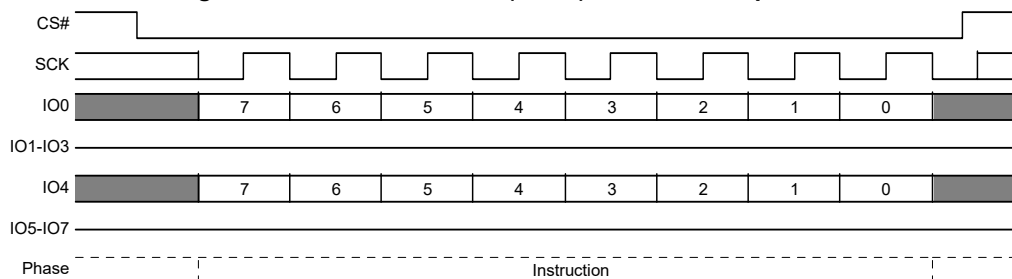 CS#
SCK
IO0 7 6 5 4 3 2 1 0
IO1-IO3
IO4 7 6 5 4 3 2 1 0
IO5-IO7
Phase Instruction